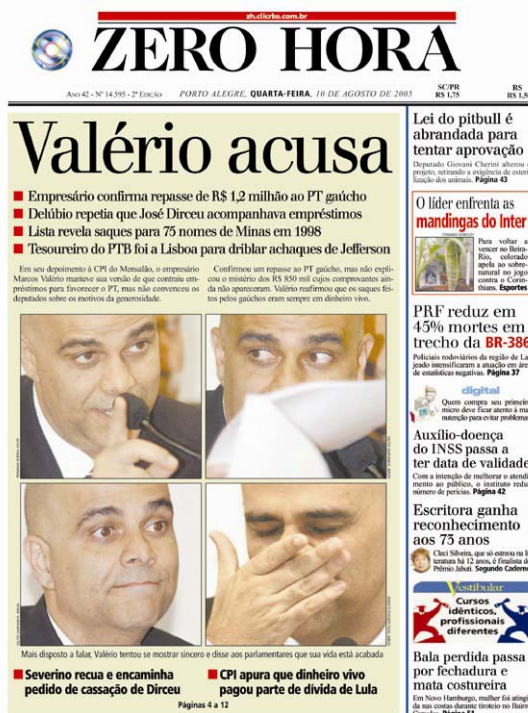 zh.clicrbs.com.br
ZERO HORA
ANO 42 - Nº 14.595 - 2ª EDIÇÃO
PORTO ALEGRE, QUARTA-FEIRA, 10 DE AGOSTO DE 2005
SC/PR
R$ 1,75
RS
R$ 1,5
Valério acusa
Empresário confirma repasse de R$ 1,2 milhão ao PT gaúcho
Delúbio repetia que José Dirceu acompanhava empréstimos
Lista revela saques para 75 nomes de Minas em 1998
Tesoureiro do PTB foi a Lisboa para driblar achaques de Jefferson
Em seu depoimento à CPI do Mensalão, o empresário
Marcos Valério manteve sua versão de que contraiu em-
préstimos para favorecer o PT, mas não convenceu os
deputados sobre os motivos da generosidade.
Confirmou um repasse ao PT gaúcho, mas não expli-
cou o mistério dos R$ 850 mil cujos comprovantes ain-
da não apareceram. Valério reafirmou que os saques fei-
tos pelos gaúchos eram sempre em dinheiro vivo.
Mais disposto a falar, Valério tentou se mostrar sincero e disse aos parlamentares que sua vida está acabada
Severino recua e encaminha
pedido de cassação de Dirceu
CPI apura que dinheiro vivo
pagou parte de dívida de Lula
Páginas 4 a 12
Lei do pitbull é
abrandada para
tentar aprovação
Deputado Giovani Cherini alterou
projeto, retirando a exigência de esteri-
lização dos animais. Página 43
O líder enfrenta as
mandingas do Inter
Para voltar a
vencer no Beira-
Rio, colorado
apela ao sobre-
natural no jogo
contra o Corin-
thians. Esportes
PRF reduz em
45% mortes em
trecho da BR-386
Policiais rodoviários da região de La-
jeado intensificaram a atuação em áre
de estatísticas negativas. Página 37
digital
Quem compra seu primeiro
micro deve ficar atento à ma-
nutenção para evitar problemas
Auxílio-doença
do INSS passa a
ter data de validade
Com a intenção de melhorar o atendi-
mento ao público, o instituto redu
número de perícias. Página 42
Escritora ganha
reconhecimento
aos 73 anos
Cleci Silveira, que só estreou na li-
teratura há 12 anos, é finalista d
Prêmio Jabuti. Segundo Caderno
Vestibular
Cursos
idênticos,
profissionais
diferentes
Bala perdida passa
por fechadura e
mata costureira
Em Novo Hamburgo, mulher foi atingi-
da nas costas durante tiroteio no Bairro
Página 51